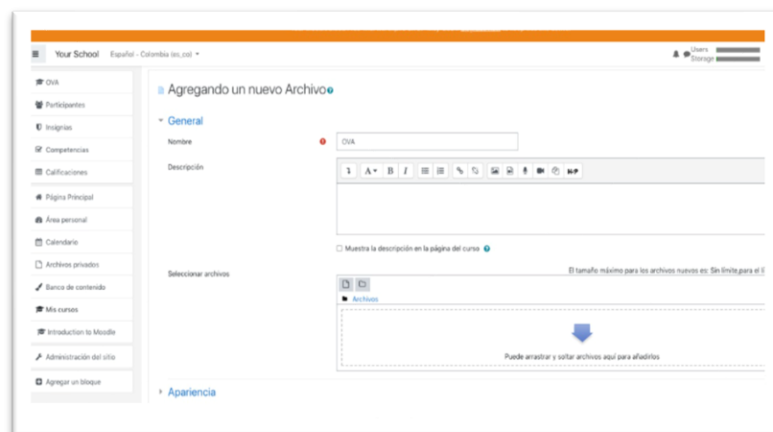 Your School Español - Colombia (es_co)
Users
Storage
OVA
Participantes
Insignias
Competencias
Calificaciones
Página Principal
Área personal
Calendario
Archivos privados
Banco de contenido
Mis cursos
Introduction to Moodle
Administración del sitio
Agregar un bloque
Agregando un nuevo Archivo
General
Nombre
OVA
Descripción
Muestra la descripción en la página del curso
Seleccionar archivos
El tamaño máximo para los archivos nuevos es: Sin límite, para el
Archivos
Puede arrastrar y soltar archivos aquí para añadirlos
Apariencia